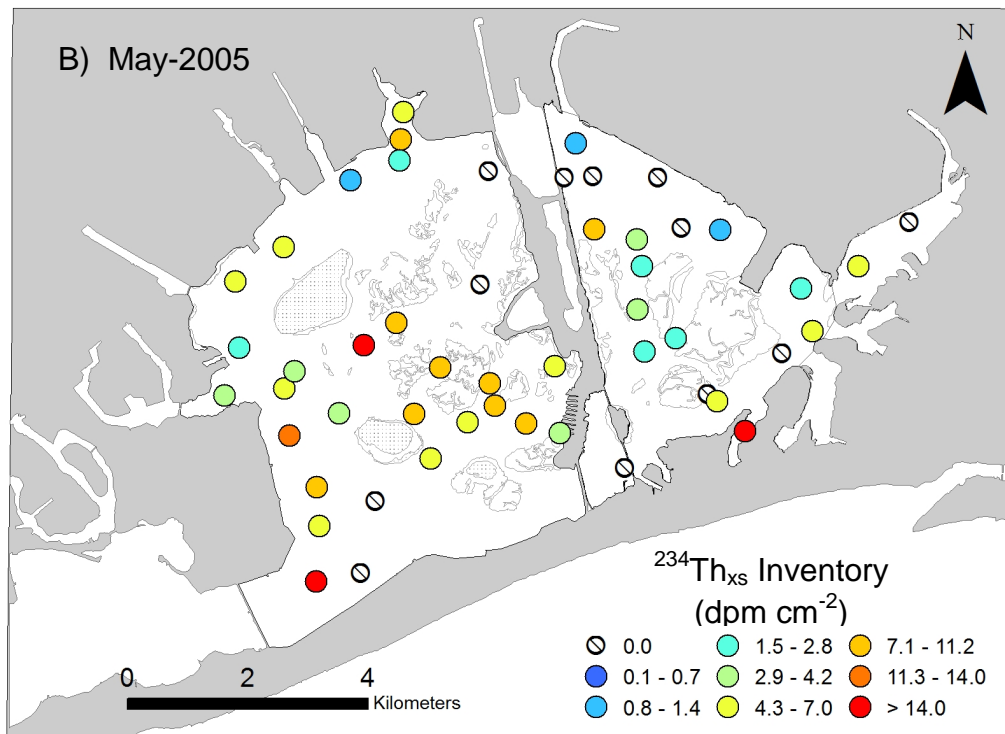 B) May-2005
N
²³⁴Thₓₛ Inventory
(dpm cm⁻²)
0.0 1.5 - 2.8 7.1 - 11.2
0.1 - 0.7 2.9 - 4.2 11.3 - 14.0
0.8 - 1.4 4.3 - 7.0 > 14.0
0 2 4
Kilometers